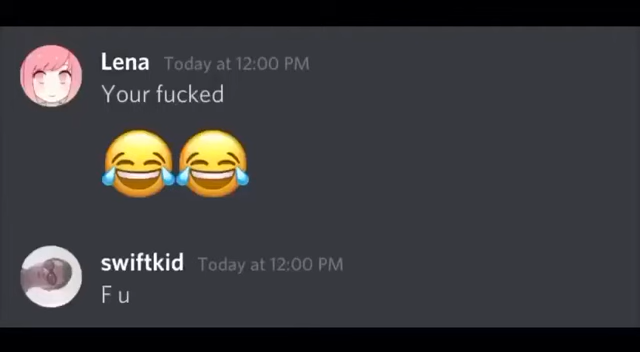 Lena Today at 12:00 PM
Your fucked
😂😂
swiftkid Today at 12:00 PM
F u